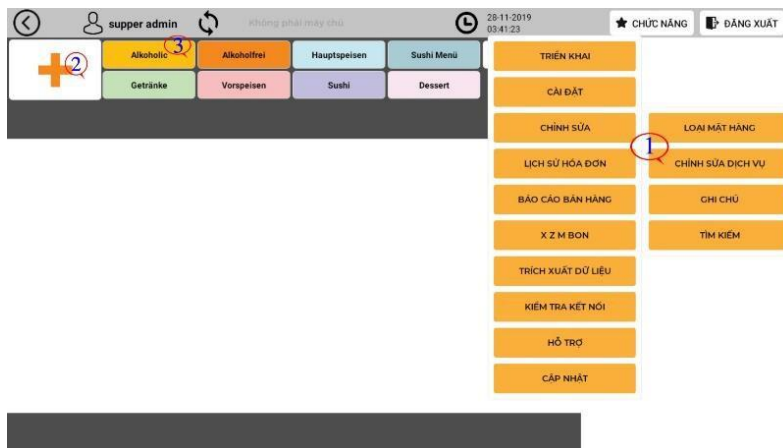 supper admin
Không phải máy chủ
28-11-2019
03:41:23
CHỨC NĂNG
ĐĂNG XUẤT
2
Alkoholic
3
Alkoholfrei
Hauptspeisen
Sushi Menü
Getränke
Vorspeisen
Sushi
Dessert
TRIỂN KHAI
CÀI ĐẶT
CHỈNH SỬA
LỊCH SỬ HÓA ĐƠN
BÁO CÁO BÁN HÀNG
X Z M BON
TRÍCH XUẤT DỮ LIỆU
KIỂM TRA KẾT NỐI
HỖ TRỢ
CẬP NHẬT
1
LOẠI MẶT HÀNG
CHỈNH SỬA DỊCH VỤ
GHI CHÚ
TÌM KIẾM